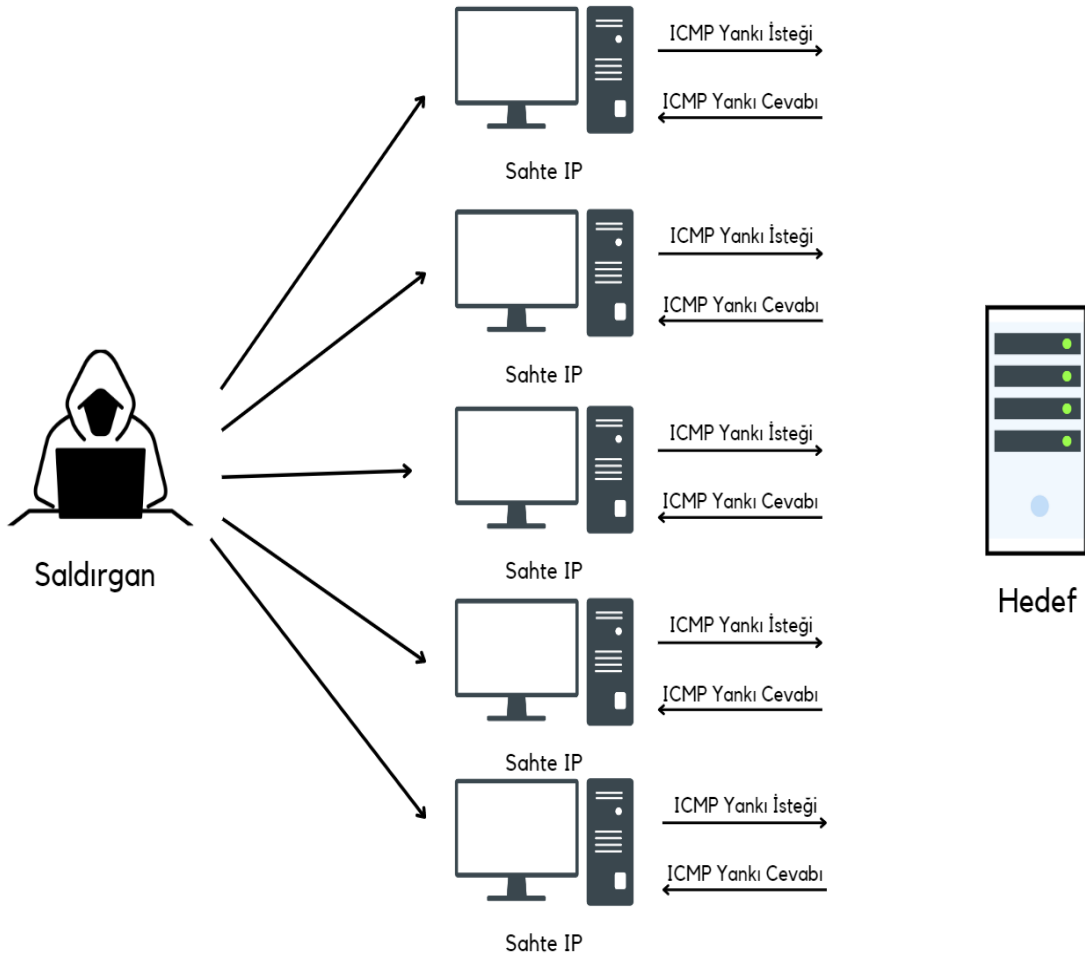 ICMP Yankı İsteği
ICMP Yankı Cevabı
Sahte IP
ICMP Yankı İsteği
ICMP Yankı Cevabı
Sahte IP
ICMP Yankı İsteği
ICMP Yankı Cevabı
Sahte IP
Saldırgan
Hedef
ICMP Yankı İsteği
ICMP Yankı Cevabı
Sahte IP
ICMP Yankı İsteği
ICMP Yankı Cevabı
Sahte IP